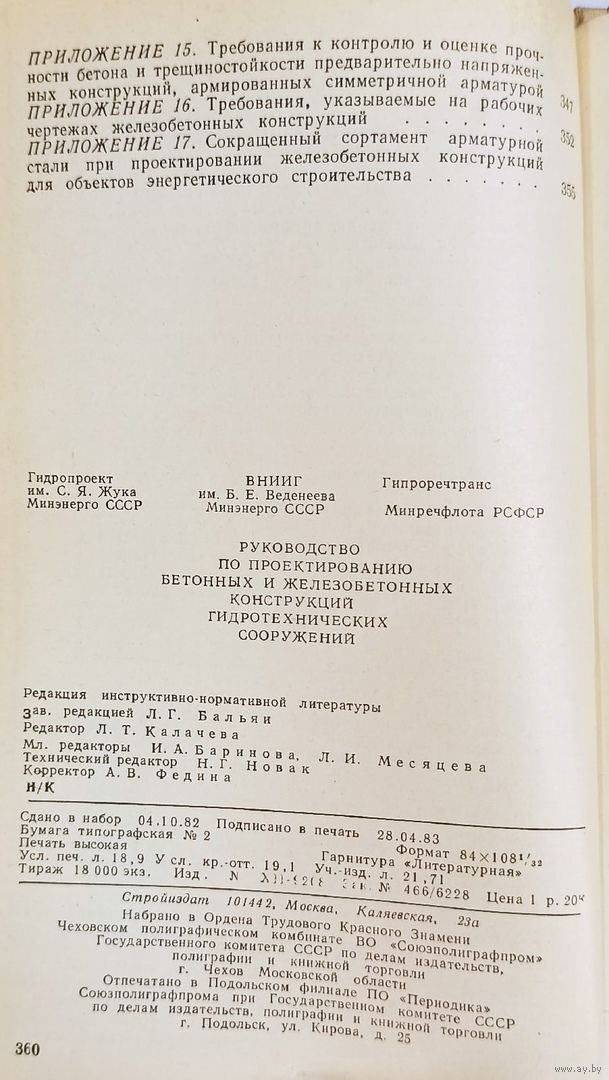 ПРИЛОЖЕНИЕ 15. Требования к контролю и оценке проч-
ности бетона и трещиностойкости предварительно напряжен-
ных конструкций, армированных симметричной арматурой 347
ПРИЛОЖЕНИЕ 16. Требования, указываемые на рабочих
чертежах железобетонных конструкций . . . . . . . . 352
ПРИЛОЖЕНИЕ 17. Сокращенный сортамент арматурной
стали при проектировании железобетонных конструкций
для объектов энергетического строительства . . . . . . . 355
Гидропроект
им. С. Я. Жука
Минэнерго СССР
ВНИИГ
им. Б. Е. Веденеева
Минэнерго СССР
Гипроречтранс
Минречфлота РСФСР
РУКОВОДСТВО
ПО ПРОЕКТИРОВАНИЮ
БЕТОННЫХ И ЖЕЛЕЗОБЕТОННЫХ
КОНСТРУКЦИЙ
ГИДРОТЕХНИЧЕСКИХ
СООРУЖЕНИЙ
Редакция инструктивно-нормативной литературы
Зав. редакцией Л. Г. Бальян
Редактор Л. Т. Калачева
Мл. редакторы И. А. Баринова, Л. И. Месяцева
Технический редактор Н. Г. Новак
Корректор А. В. Федина
Н/К
Сдано в набор 04.10.82 Подписано в печать 28.04.83
Бумага типографская № 2 Формат 84×108¹/₃₂
Печать высокая Гарнитура «Литературная»
Усл. печ. л. 18,9 Усл. кр.-отт. 19,1 Уч.-изд. л. 21,71
Тираж 18 000 экз. Изд. № Зак. № 466/6228 Цена 1 р. 20 к
Стройиздат 101442, Москва, Каляевская, 23а
Набрано в Ордена Трудового Красного Знамени
Чеховском полиграфическом комбинате ВО «Союзполиграфпром»
Государственного комитета СССР по делам издательств,
полиграфии и книжной торговли
г. Чехов Московской области
Отпечатано в Подольском филиале ПО «Периодика»
Союзполиграфпрома при Государственном комитете СССР
по делам издательств, полиграфии и книжной торговли
г. Подольск, ул. Кирова, д. 25
360
www.ay.by